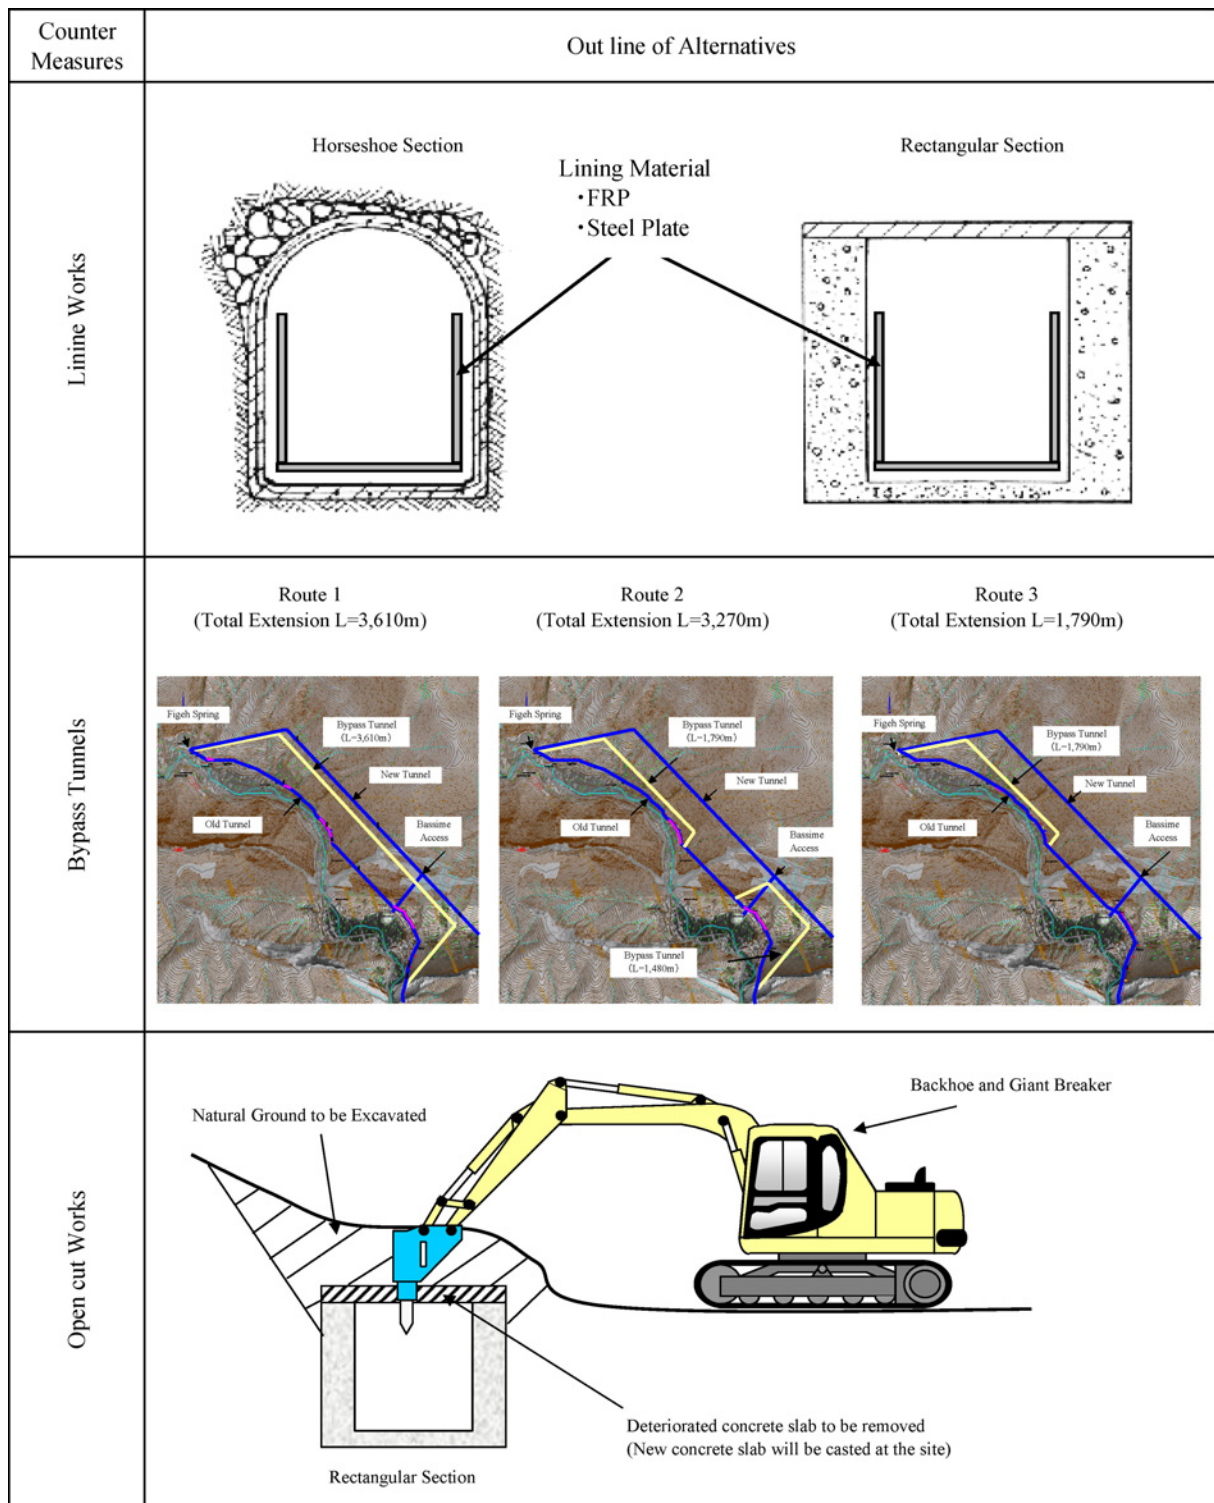 Counter
Measures
Out line of Alternatives
Linine Works
Horseshoe Section
Lining Material
・FRP
・Steel Plate
Rectangular Section
Bypass Tunnels
Route 1
(Total Extension L=3,610m)
Route 2
(Total Extension L=3,270m)
Route 3
(Total Extension L=1,790m)
Figeh Spring
Bypass Tunnel
(L=3,610m)
New Tunnel
Old Tunnel
Bassime
Access
Figeh Spring
Bypass Tunnel
(L=1,790m)
New Tunnel
Old Tunnel
Bassime
Access
Bypass Tunnel
(L=1,480m)
Figeh Spring
Bypass Tunnel
(L=1,790m)
New Tunnel
Old Tunnel
Bassime
Access
Open cut Works
Natural Ground to be Excavated
Backhoe and Giant Breaker
Deteriorated concrete slab to be removed
(New concrete slab will be casted at the site)
Rectangular Section